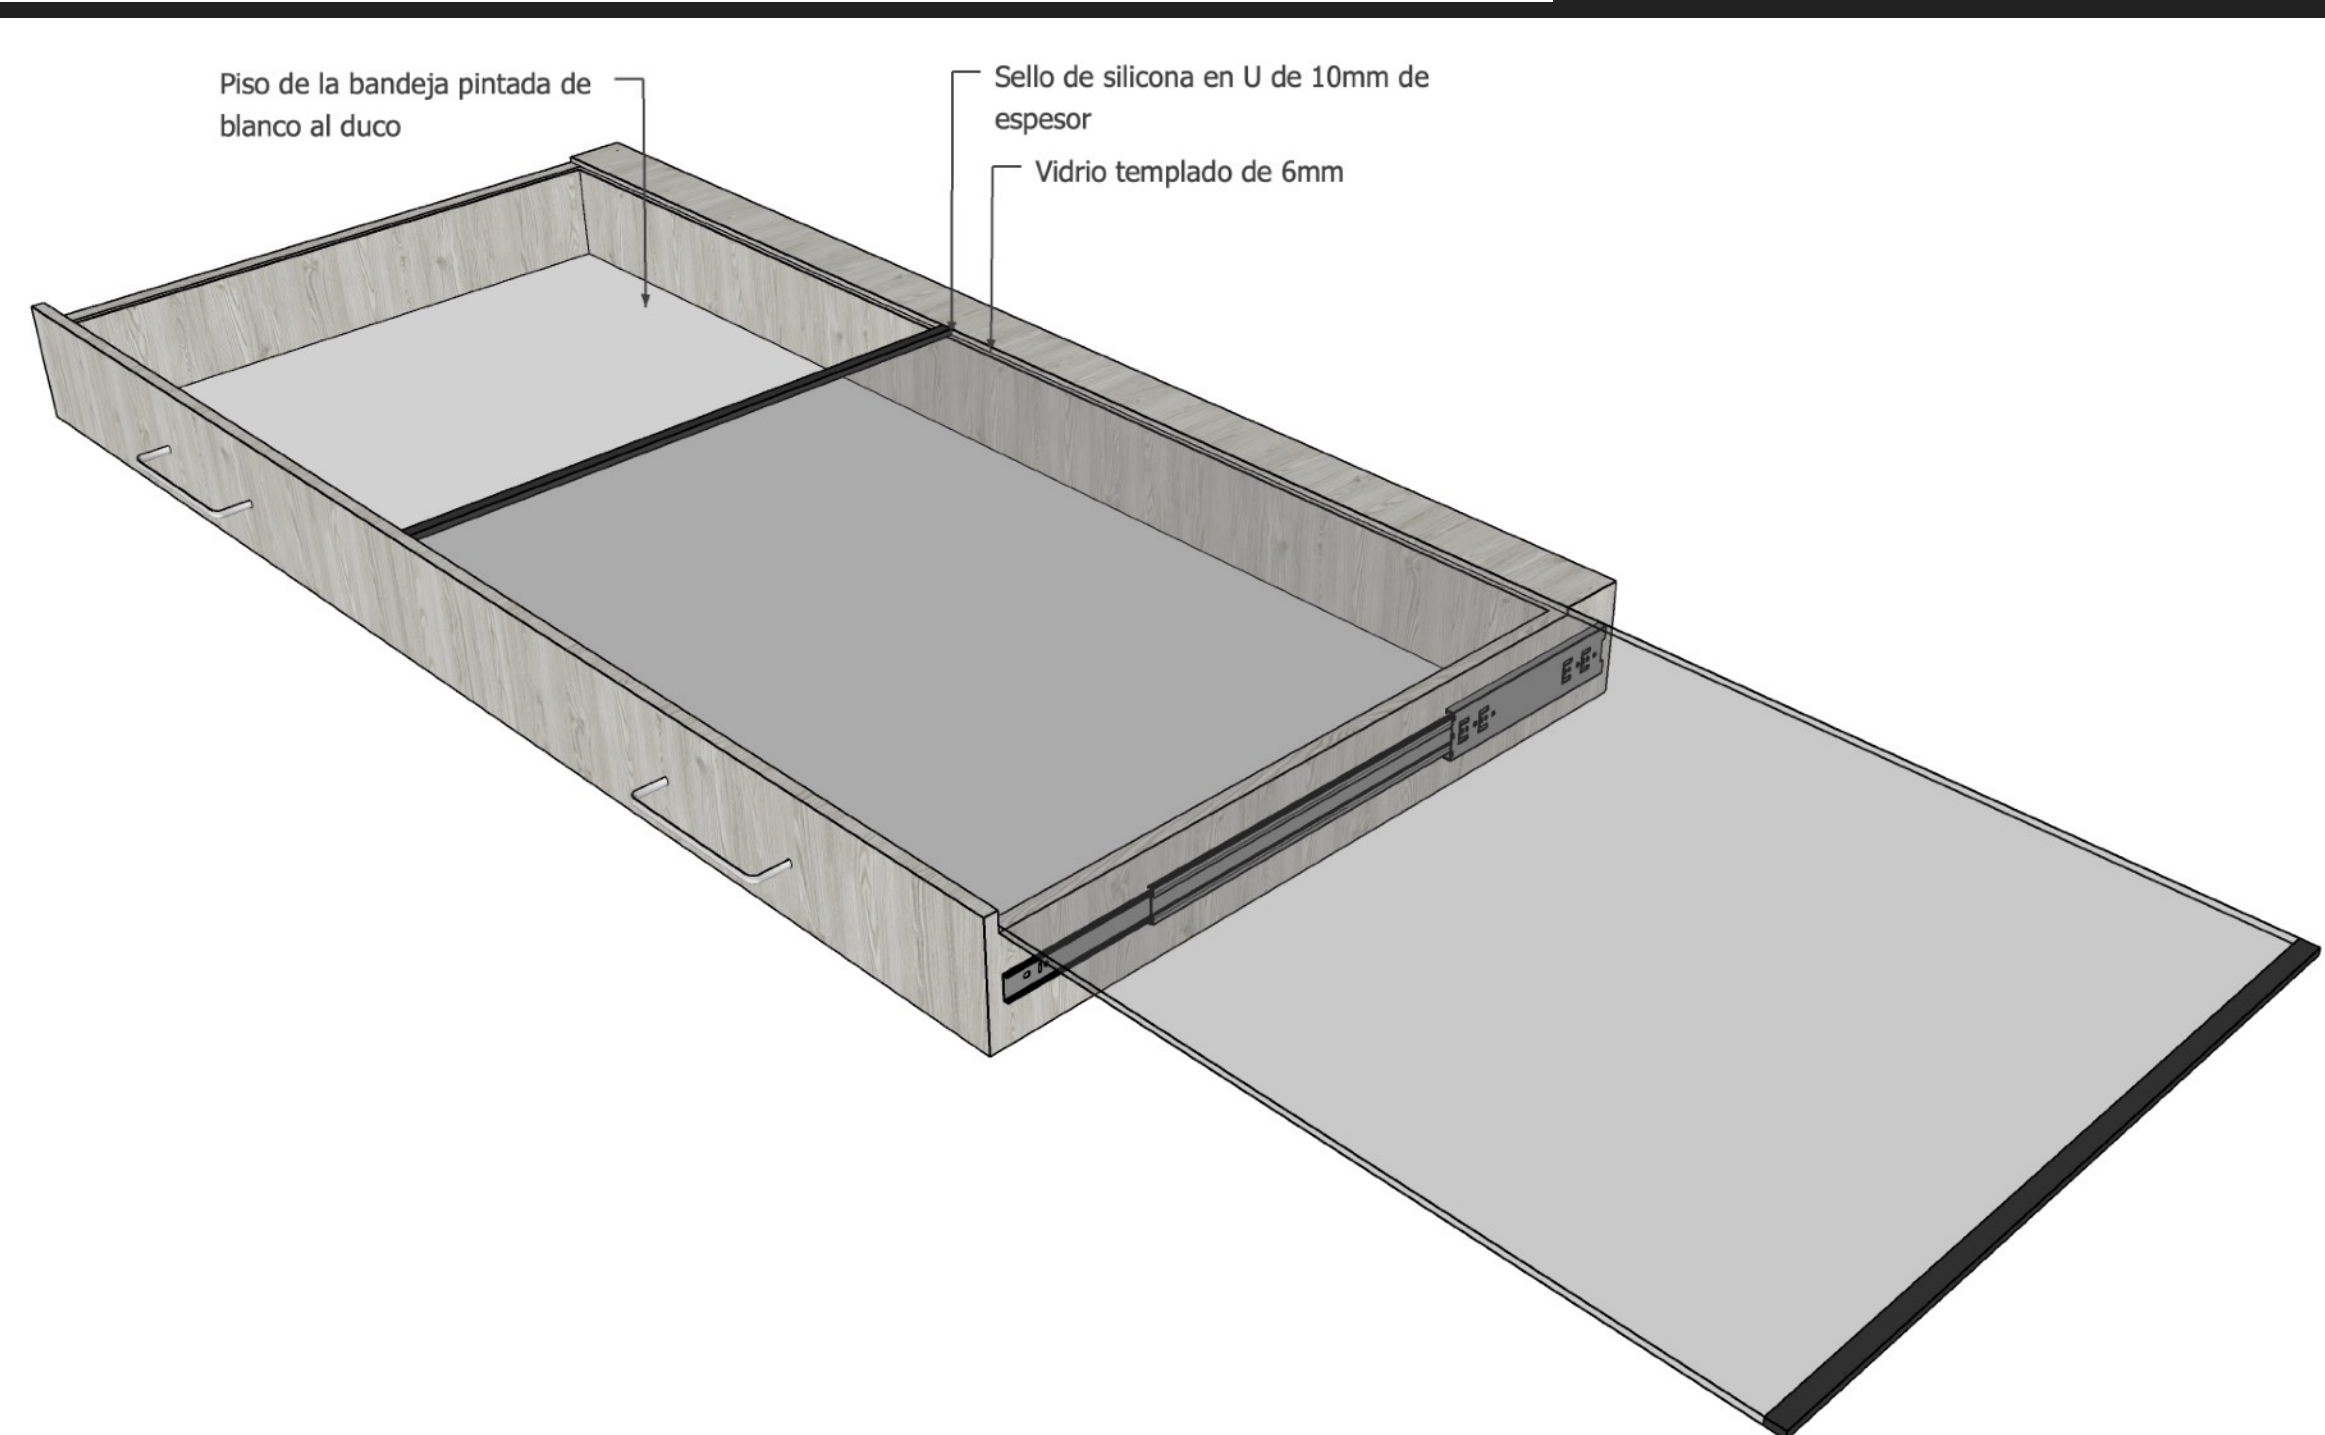 Piso de la bandeja pintada de
blanco al duco
Sello de silicona en U de 10mm de
espesor
Vidrio templado de 6mm